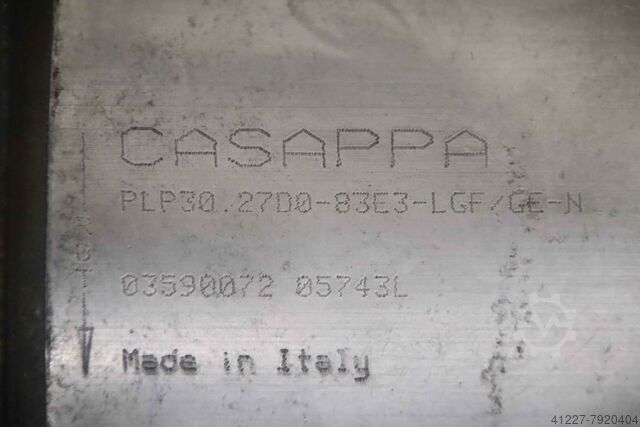 CASAPPA
PLP30.27D0-83E3-LGF/GE-N
03590072 05743L
Made in Italy
41227-7920404